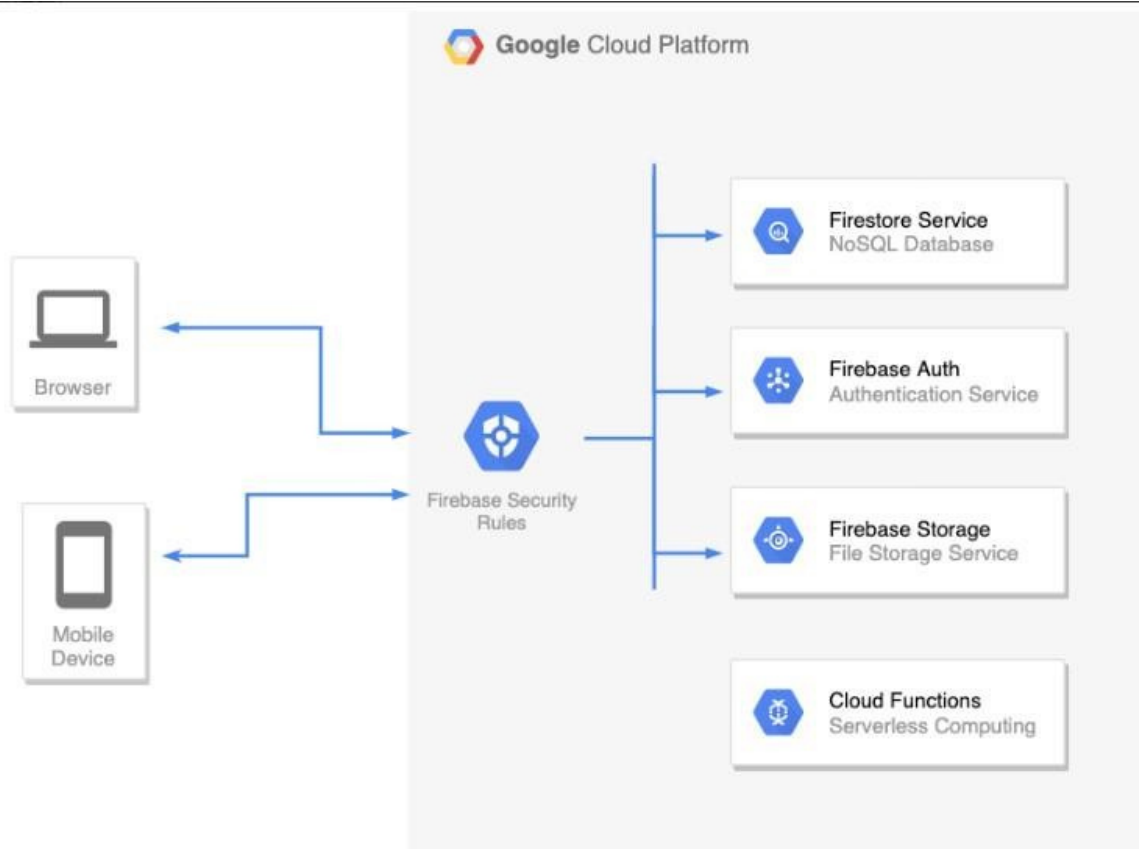 Google Cloud Platform
Firestore Service
NoSQL Database
Browser
Firebase Auth
Authentication Service
Firebase Security
Rules
Firebase Storage
File Storage Service
Mobile
Device
Cloud Functions
Serverless Computing